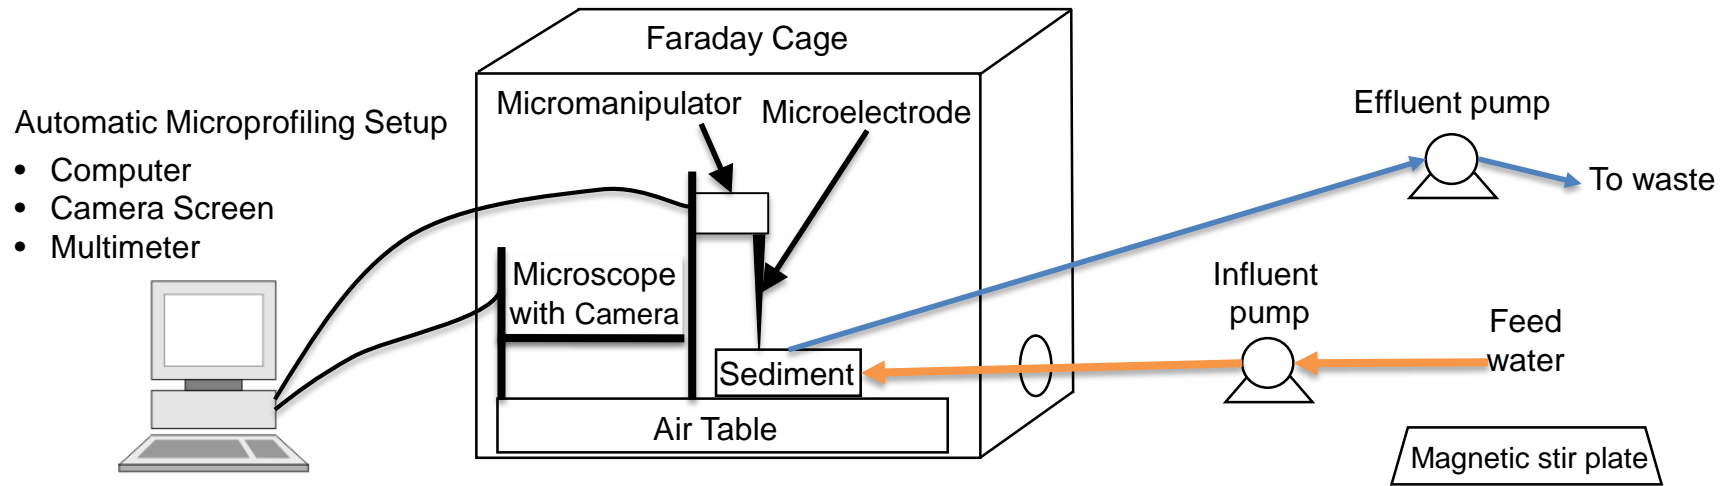 Faraday Cage
Automatic Microprofiling Setup
• Computer
• Camera Screen
• Multimeter
Micromanipulator
Microelectrode
Microscope
with Camera
Sediment
Air Table
Effluent pump
To waste
Influent
pump
Feed
water
Magnetic stir plate